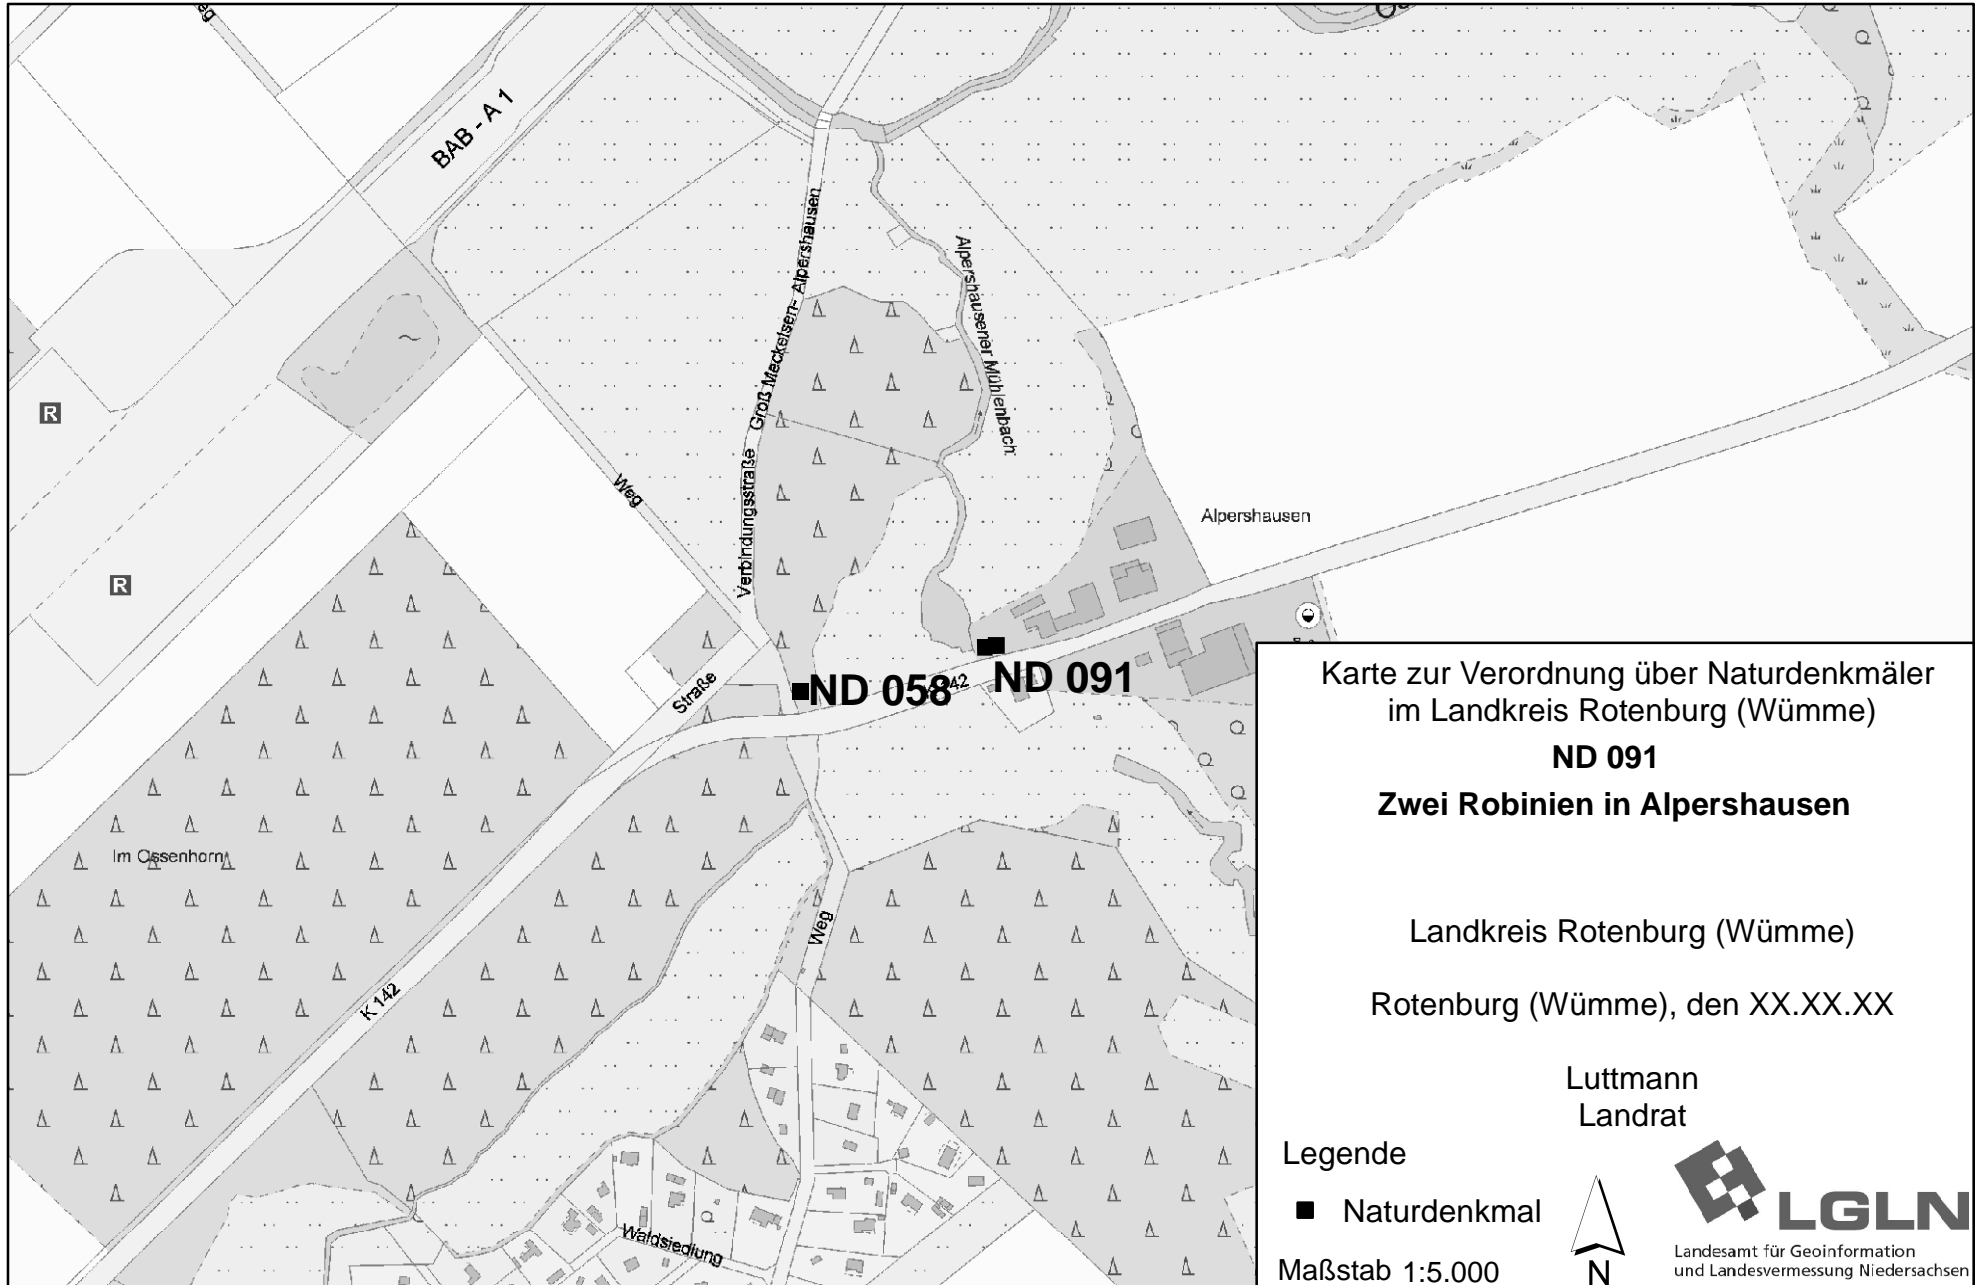 BAB - A 1
Verbindungsstraße Groß Meckelsen- Alpershausen
Alpershausener Mühlenbach
R
Weg
Alpershausen
R
ND 091
ND 058
Straße
Im Ossenhorn
Weg
K 142
Waldsiedlung
Karte zur Verordnung über Naturdenkmäler
im Landkreis Rotenburg (Wümme)
ND 091
Zwei Robinien in Alpershausen
Landkreis Rotenburg (Wümme)
Rotenburg (Wümme), den XX.XX.XX
Luttmann
Landrat
Legende
Naturdenkmal
Maßstab 1:5.000
N
LGLN
Landesamt für Geoinformation
und Landesvermessung Niedersachsen